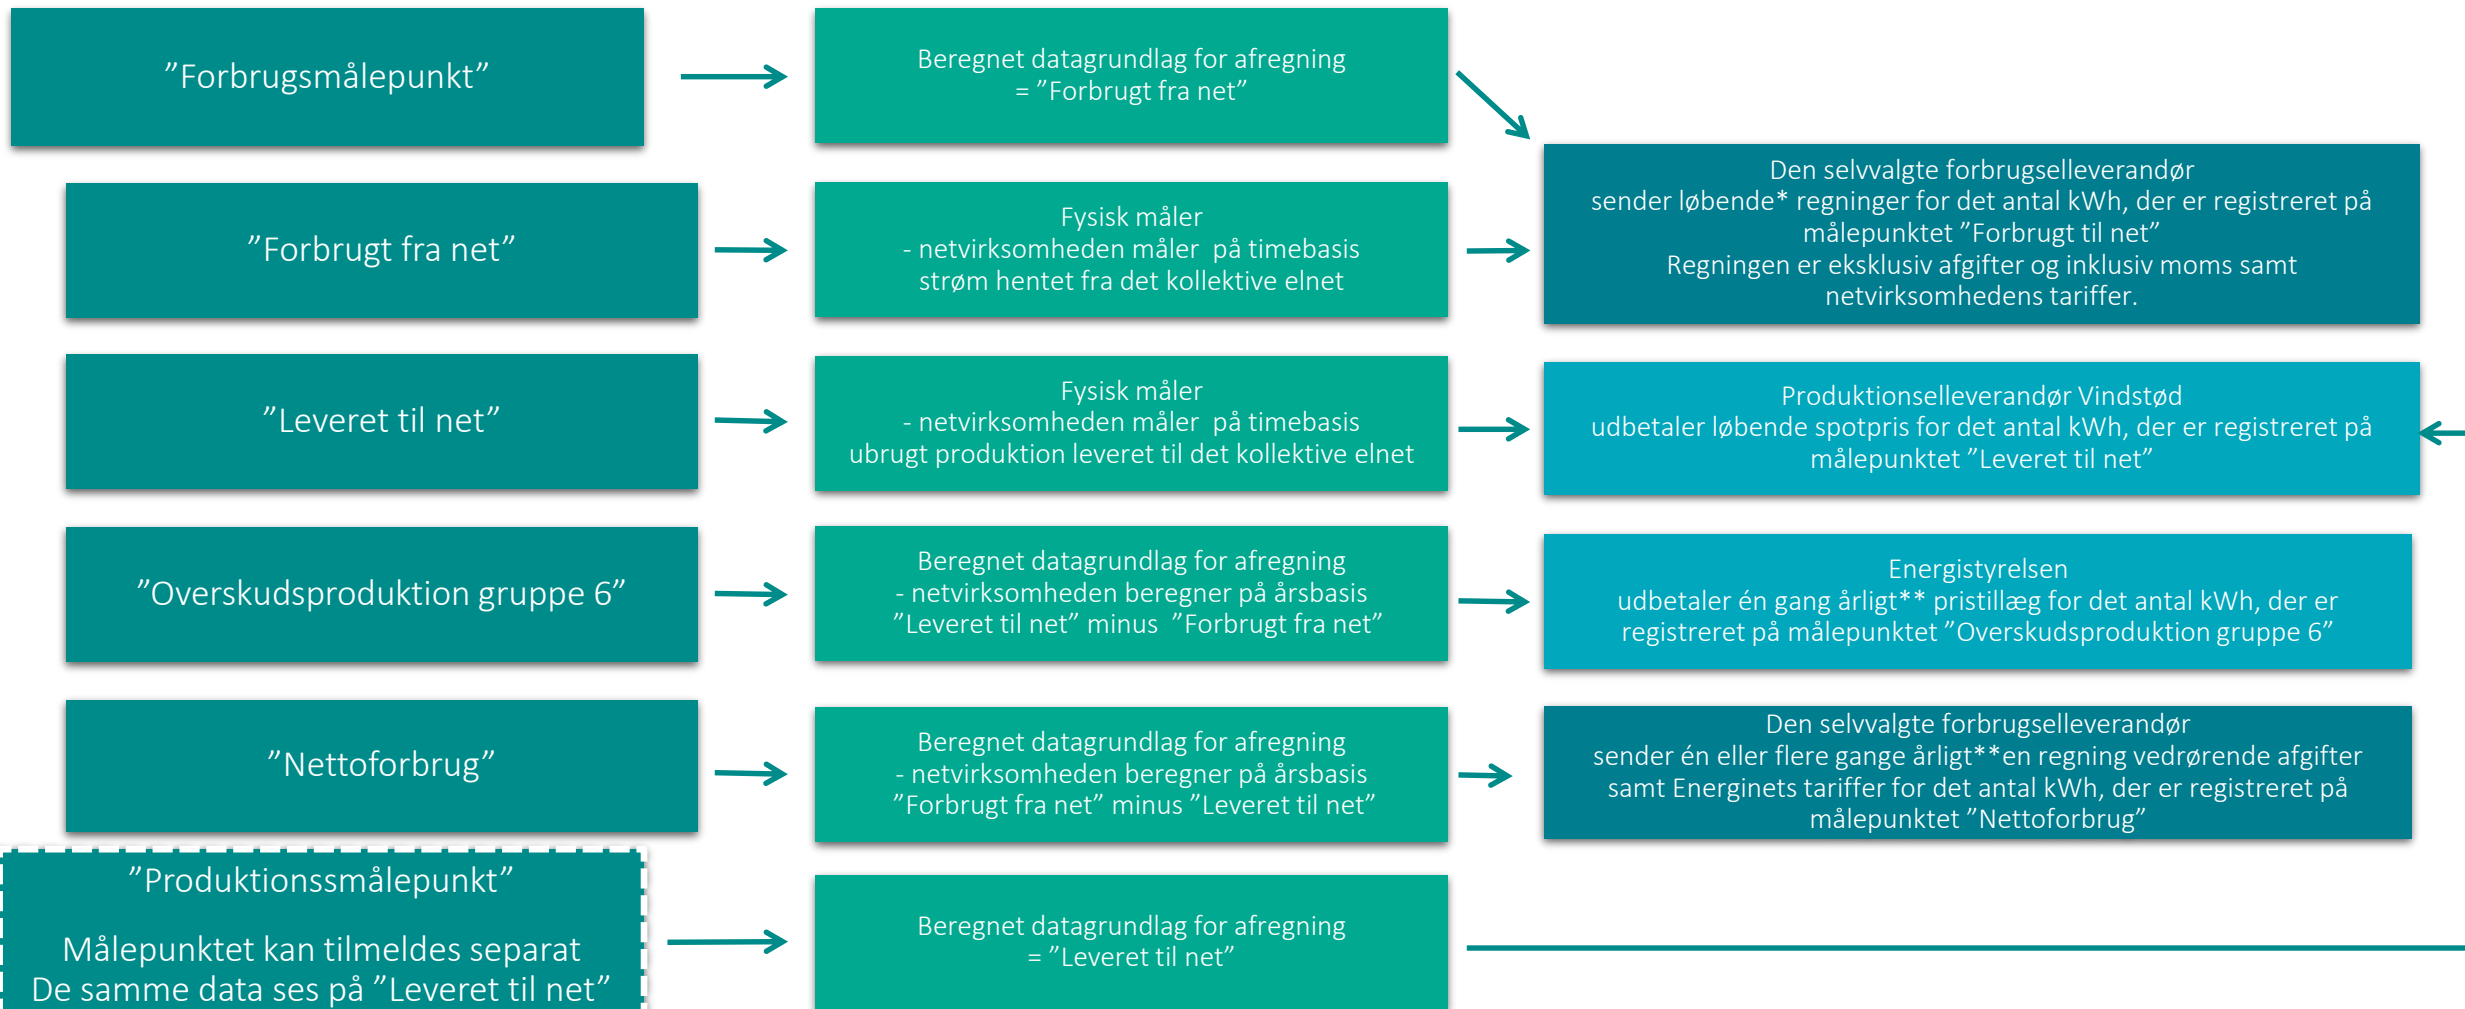 ”Forbrugsmålepunkt”
Beregnet datagrundlag for afregning
= ”Forbrugt fra net”
Den selvvalgte forbrugselleverandør
sender løbende* regninger for det antal kWh, der er registreret på
målepunktet ”Forbrugt til net”
Regningen er eksklusiv afgifter og inklusiv moms samt
netvirksomhedens tariffer.
”Forbrugt fra net”
Fysisk måler
- netvirksomheden måler  på timebasis
strøm hentet fra det kollektive elnet
”Leveret til net”
Fysisk måler
- netvirksomheden måler  på timebasis
ubrugt produktion leveret til det kollektive elnet
Produktionselleverandør Vindstød
udbetaler løbende spotpris for det antal kWh, der er registreret på
målepunktet ”Leveret til net”
”Overskudsproduktion gruppe 6”
Beregnet datagrundlag for afregning
- netvirksomheden beregner på årsbasis
”Leveret til net” minus  ”Forbrugt fra net”
Energistyrelsen
udbetaler én gang årligt** pristillæg for det antal kWh, der er
registreret på målepunktet ”Overskudsproduktion gruppe 6”
”Nettoforbrug”
Beregnet datagrundlag for afregning
- netvirksomheden beregner på årsbasis
”Forbrugt fra net” minus ”Leveret til net”
Den selvvalgte forbrugselleverandør
sender én eller flere gange årligt**en regning vedrørende afgifter
samt Energinets tariffer for det antal kWh, der er registreret på
målepunktet ”Nettoforbrug”
”Produktionssmålepunkt”
Målepunktet kan tilmeldes separat
De samme data ses på ”Leveret til net”
Beregnet datagrundlag for afregning
= ”Leveret til net”